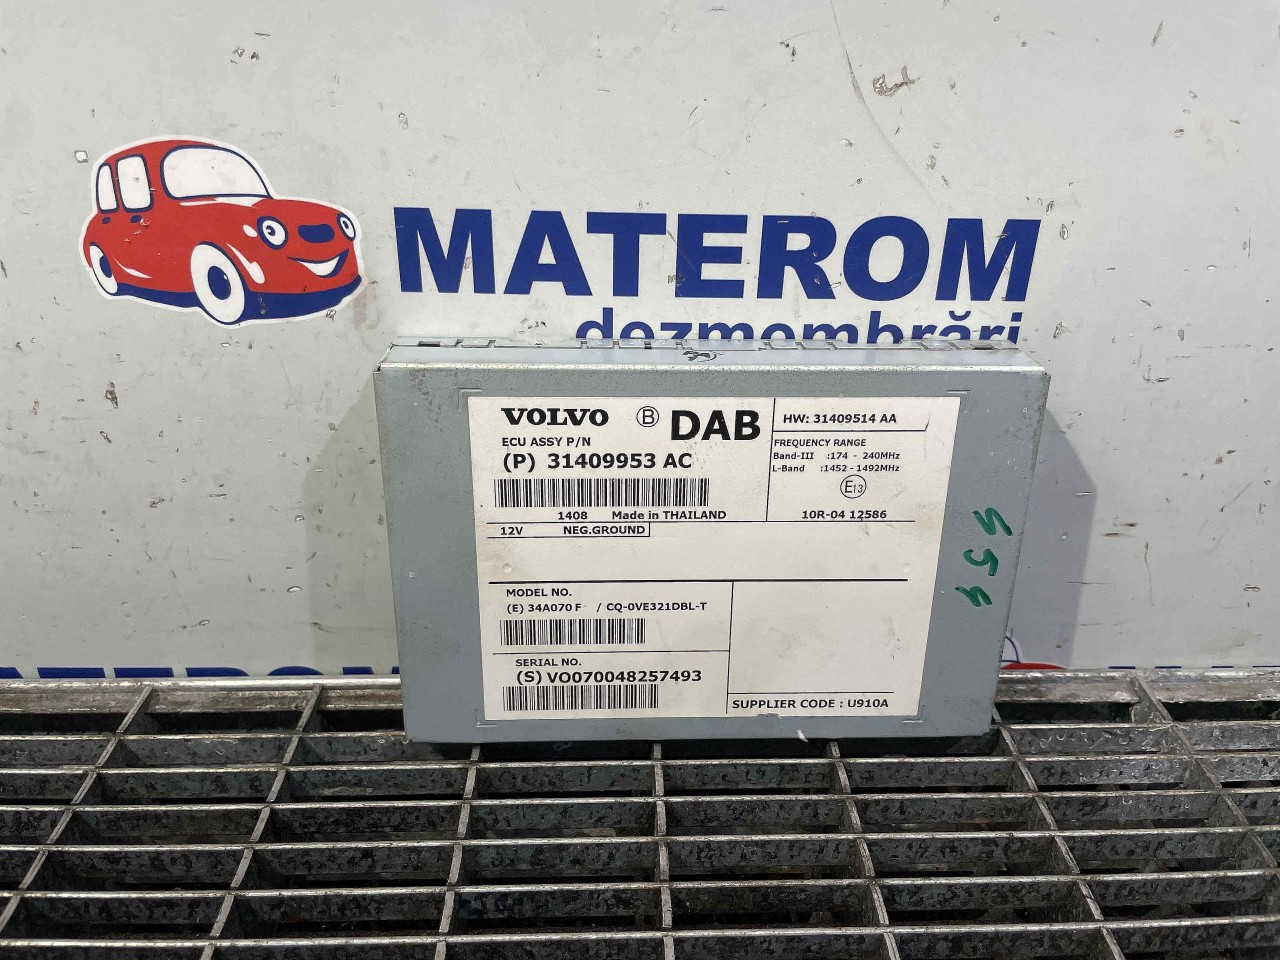 MATEROM
dezmembrări
VOLVO Ⓑ DAB
ECU ASSY P/N
(P) 31409953 AC
1408 Made in THAILAND
12V NEG.GROUND
HW: 31409514 AA
FREQUENCY RANGE
Band-III :174 - 240MHz
L-Band :1452 - 1492MHz
E13
10R-04 12586
MODEL NO.
(E) 34A070 F / CQ-0VE321DBL-T
SERIAL NO.
(S) VO070048257493
SUPPLIER CODE : U910A
MATEROM